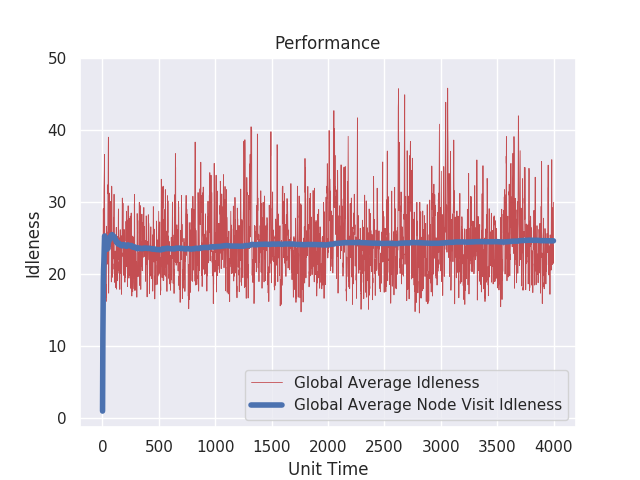 Performance
50
40
30
20
10
0
Idleness
Global Average Idleness
Global Average Node Visit Idleness
0 500 1000 1500 2000 2500 3000 3500 4000
Unit Time